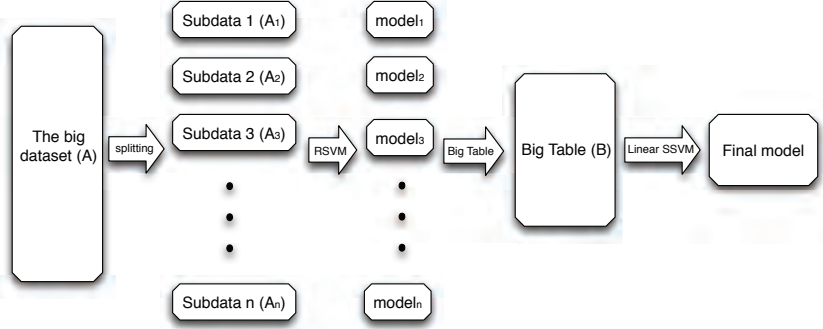 The big
dataset (A)
splitting
Subdata 1 (A₁)
Subdata 2 (A₂)
Subdata 3 (A₃)
Subdata n (Aₙ)
RSVM
model₁
model₂
model₃
modelₙ
Big Table
Big Table (B)
Linear SSVM
Final model